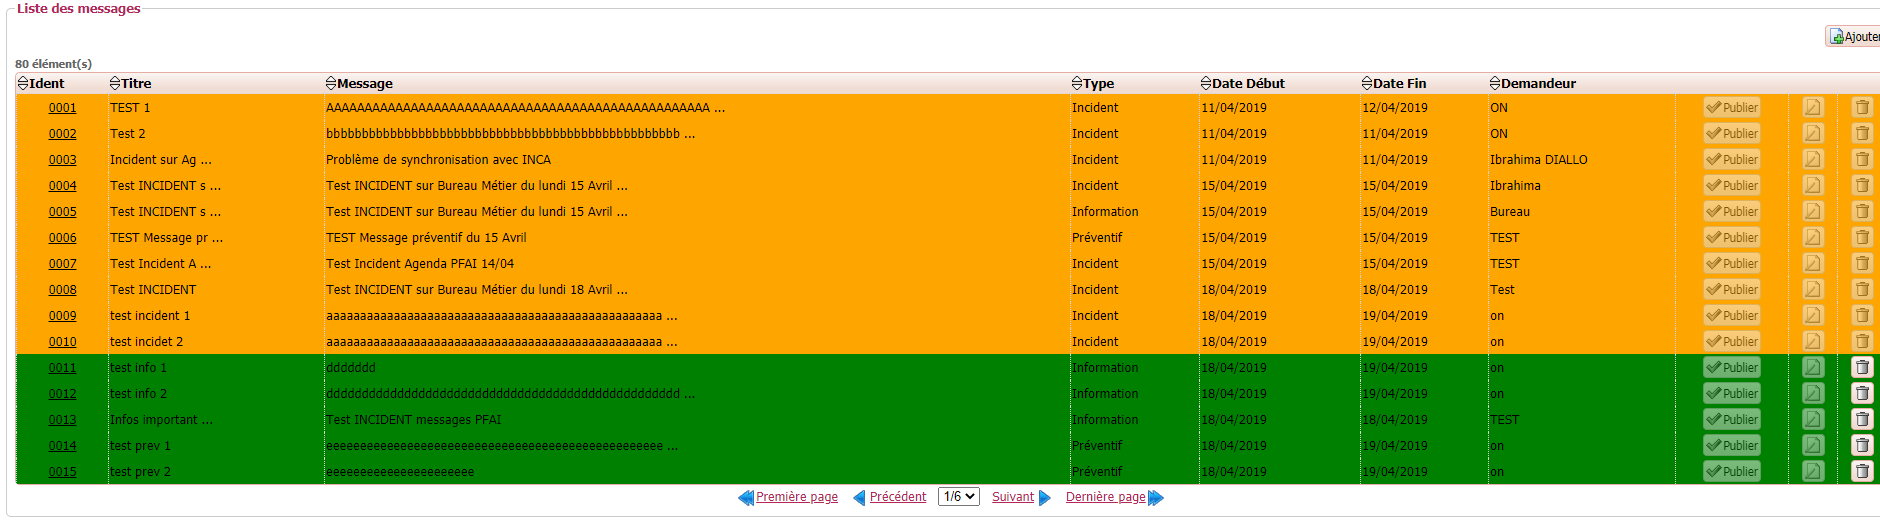 Liste des messages
Ajouter
80 élément(s)
Ident Titre Message Type Date Début Date Fin Demandeur
0001 TEST 1 AAAAAAAAAAAAAAAAAAAAAAAAAAAAAAAAAAAAAAAAAAAAAAAAAA ... Incident 11/04/2019 12/04/2019 ON Publier
0002 Test 2 bbbbbbbbbbbbbbbbbbbbbbbbbbbbbbbbbbbbbbbbbbbbbbbbbb ... Incident 11/04/2019 11/04/2019 ON Publier
0003 Incident sur Ag ... Problème de synchronisation avec INCA Incident 11/04/2019 11/04/2019 Ibrahima DIALLO Publier
0004 Test INCIDENT s ... Test INCIDENT sur Bureau Métier du lundi 15 Avril ... Incident 15/04/2019 15/04/2019 Ibrahima Publier
0005 Test INCIDENT s ... Test INCIDENT sur Bureau Métier du lundi 15 Avril ... Information 15/04/2019 15/04/2019 Bureau Publier
0006 TEST Message pr ... TEST Message préventif du 15 Avril Préventif 15/04/2019 15/04/2019 TEST Publier
0007 Test Incident A ... Test Incident Agenda PFAI 14/04 Incident 15/04/2019 15/04/2019 TEST Publier
0008 Test INCIDENT Test INCIDENT sur Bureau Métier du lundi 18 Avril ... Incident 18/04/2019 18/04/2019 Test Publier
0009 test incident 1 aaaaaaaaaaaaaaaaaaaaaaaaaaaaaaaaaaaaaaaaaaaaaaaaaa ... Incident 18/04/2019 19/04/2019 on Publier
0010 test incidet 2 aaaaaaaaaaaaaaaaaaaaaaaaaaaaaaaaaaaaaaaaaaaaaaaaaa ... Incident 18/04/2019 19/04/2019 on Publier
0011 test info 1 ddddddd Information 18/04/2019 19/04/2019 on Publier
0012 test info 2 dddddddddddddddddddddddddddddddddddddddddddddddddd ... Information 18/04/2019 19/04/2019 on Publier
0013 Infos important ... Test INCIDENT messages PFAI Information 18/04/2019 18/04/2019 TEST Publier
0014 test prev 1 eeeeeeeeeeeeeeeeeeeeeeeeeeeeeeeeeeeeeeeeeeeeeeeeee ... Préventif 18/04/2019 19/04/2019 on Publier
0015 test prev 2 eeeeeeeeeeeeeeeeeeeeee Préventif 18/04/2019 19/04/2019 on Publier
Première page Précédent 1/6 Suivant Dernière page